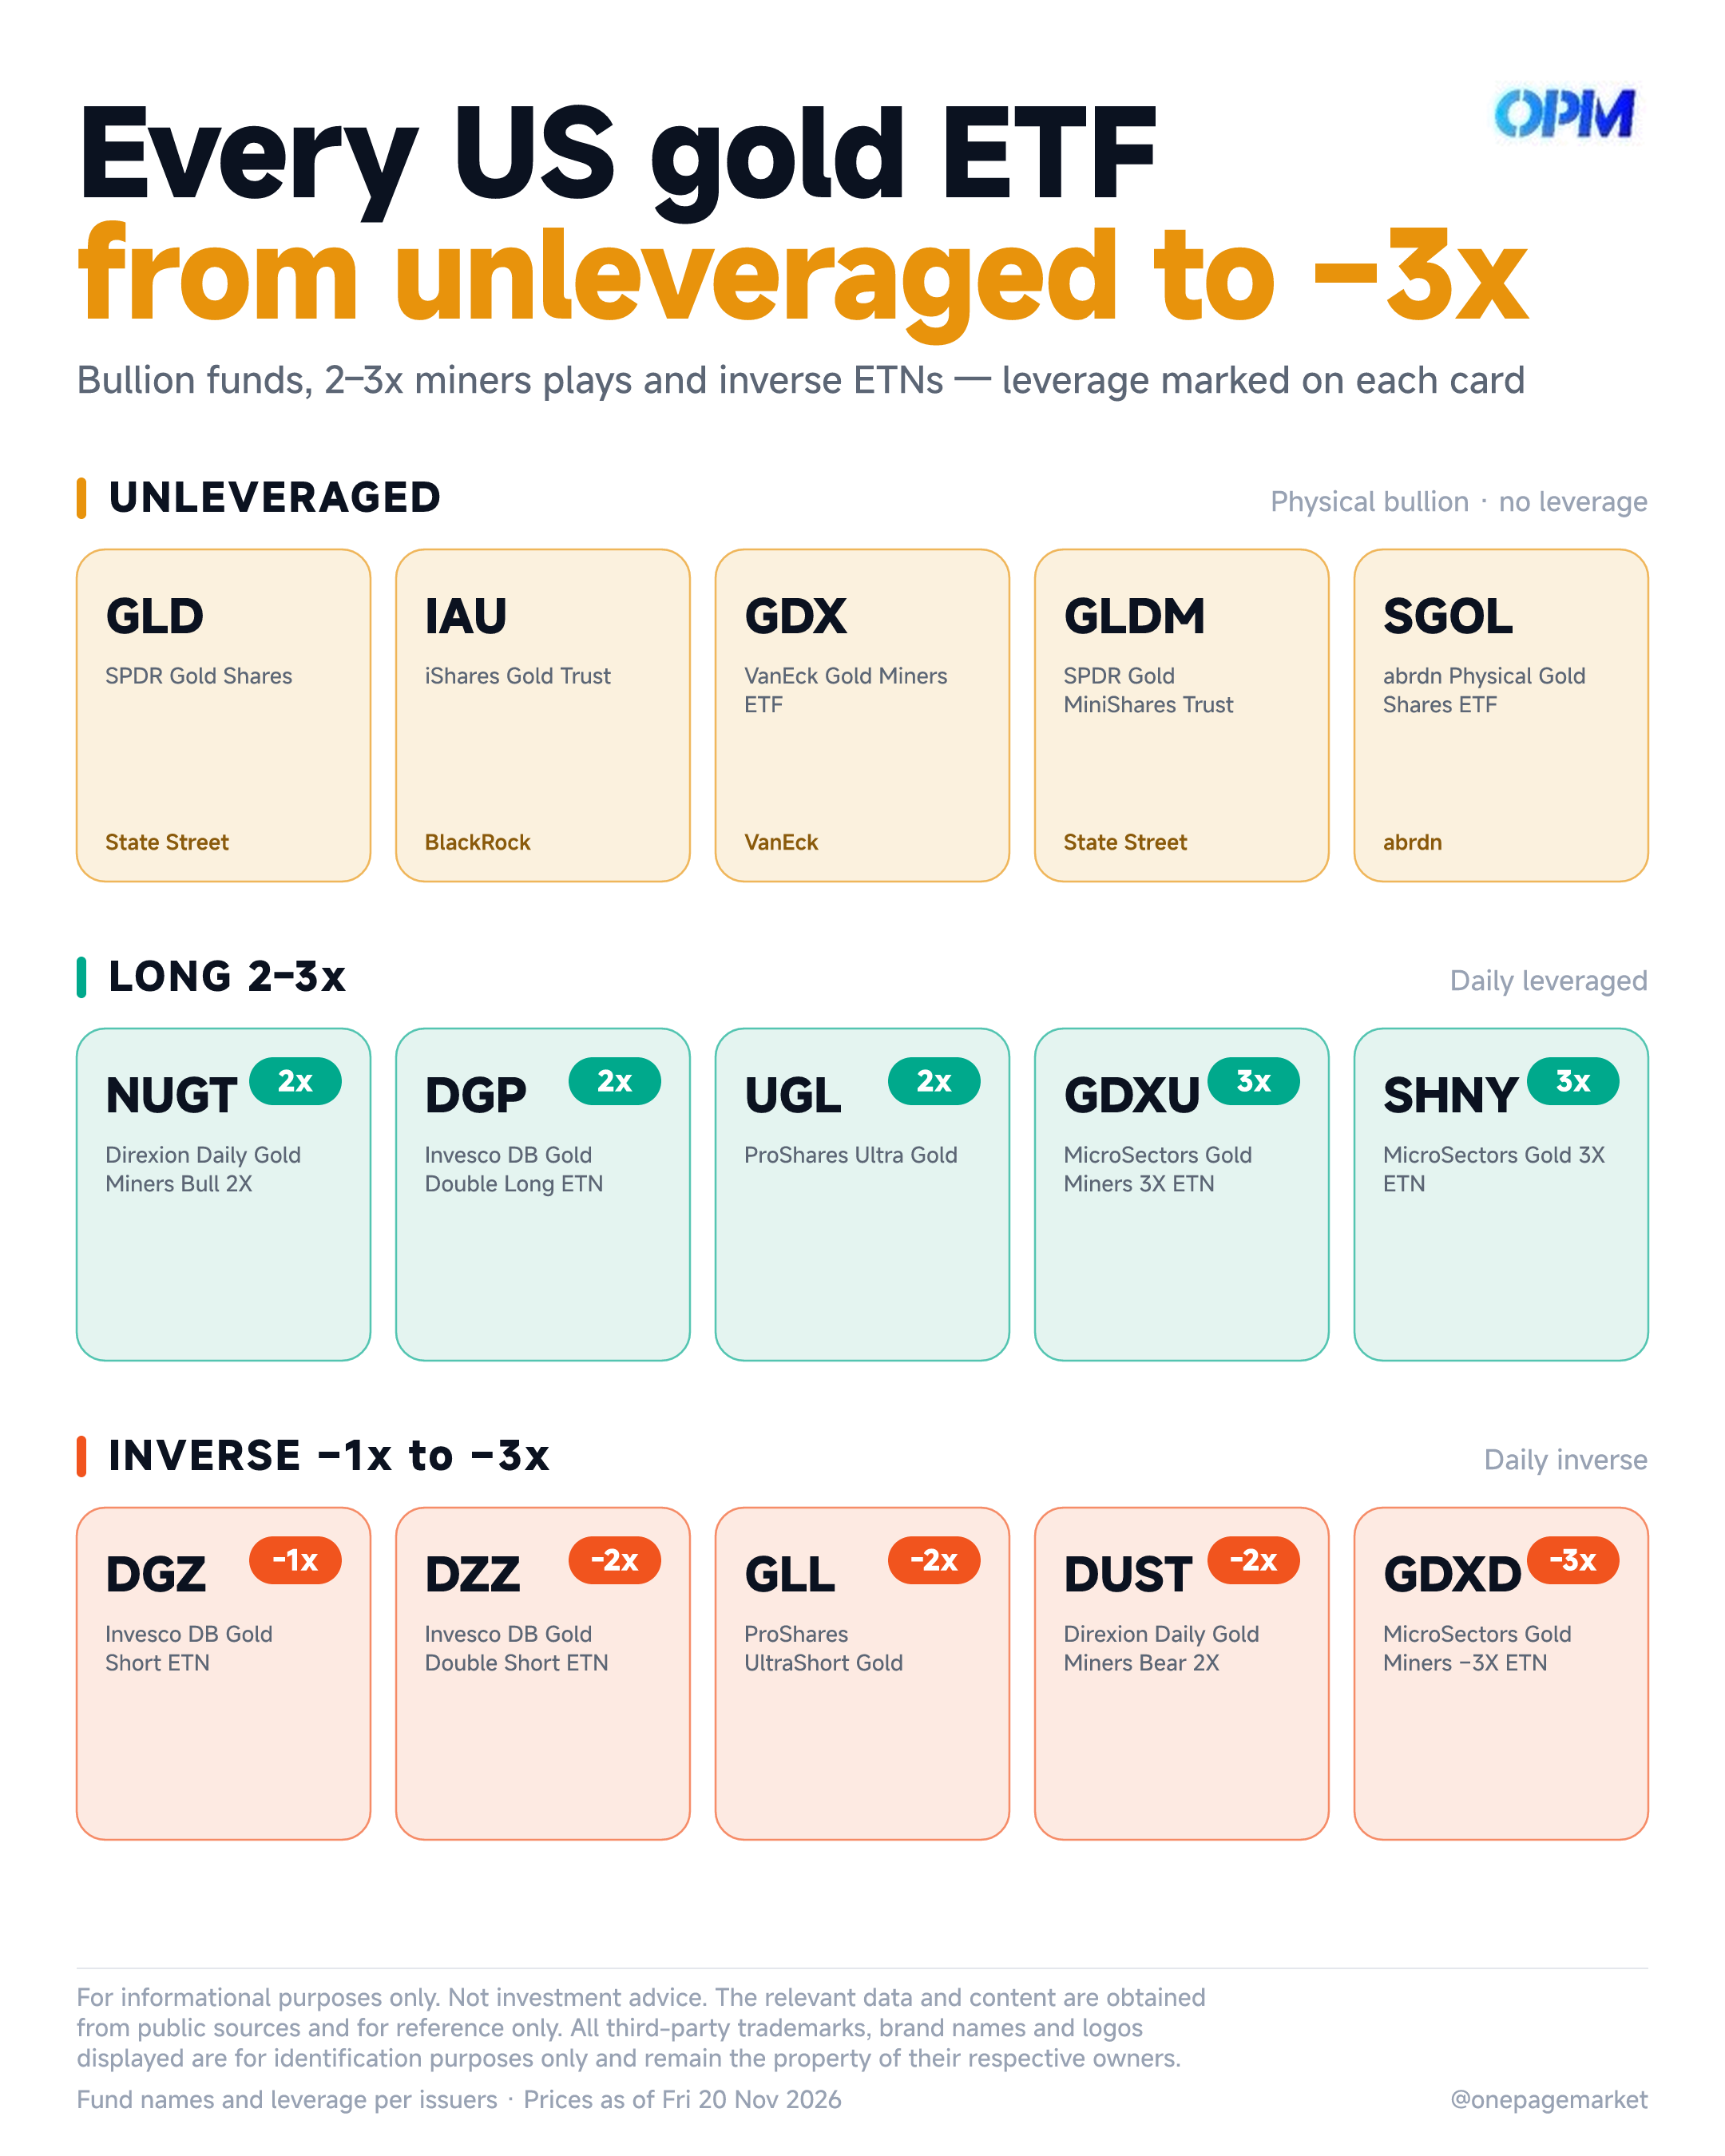 OPM
Every US gold ETF
from unleveraged to −3x
Bullion funds, 2–3x miners plays and inverse ETNs — leverage marked on each card
UNLEVERAGED
Physical bullion · no leverage
GLD
SPDR Gold Shares
State Street
IAU
iShares Gold Trust
BlackRock
GDX
VanEck Gold Miners
ETF
VanEck
GLDM
SPDR Gold
MiniShares Trust
State Street
SGOL
abrdn Physical Gold
Shares ETF
abrdn
LONG 2–3x
Daily leveraged
NUGT 2x
Direxion Daily Gold
Miners Bull 2X
DGP 2x
Invesco DB Gold
Double Long ETN
UGL 2x
ProShares Ultra Gold
GDXU 3x
MicroSectors Gold
Miners 3X ETN
SHNY 3x
MicroSectors Gold 3X
ETN
INVERSE −1x to −3x
Daily inverse
DGZ −1x
Invesco DB Gold
Short ETN
DZZ −2x
Invesco DB Gold
Double Short ETN
GLL −2x
ProShares
UltraShort Gold
DUST −2x
Direxion Daily Gold
Miners Bear 2X
GDXD −3x
MicroSectors Gold
Miners −3X ETN
For informational purposes only. Not investment advice. The relevant data and content are obtained
from public sources and for reference only. All third-party trademarks, brand names and logos
displayed are for identification purposes only and remain the property of their respective owners.
Fund names and leverage per issuers · Prices as of Fri 20 Nov 2026
@onepagemarket